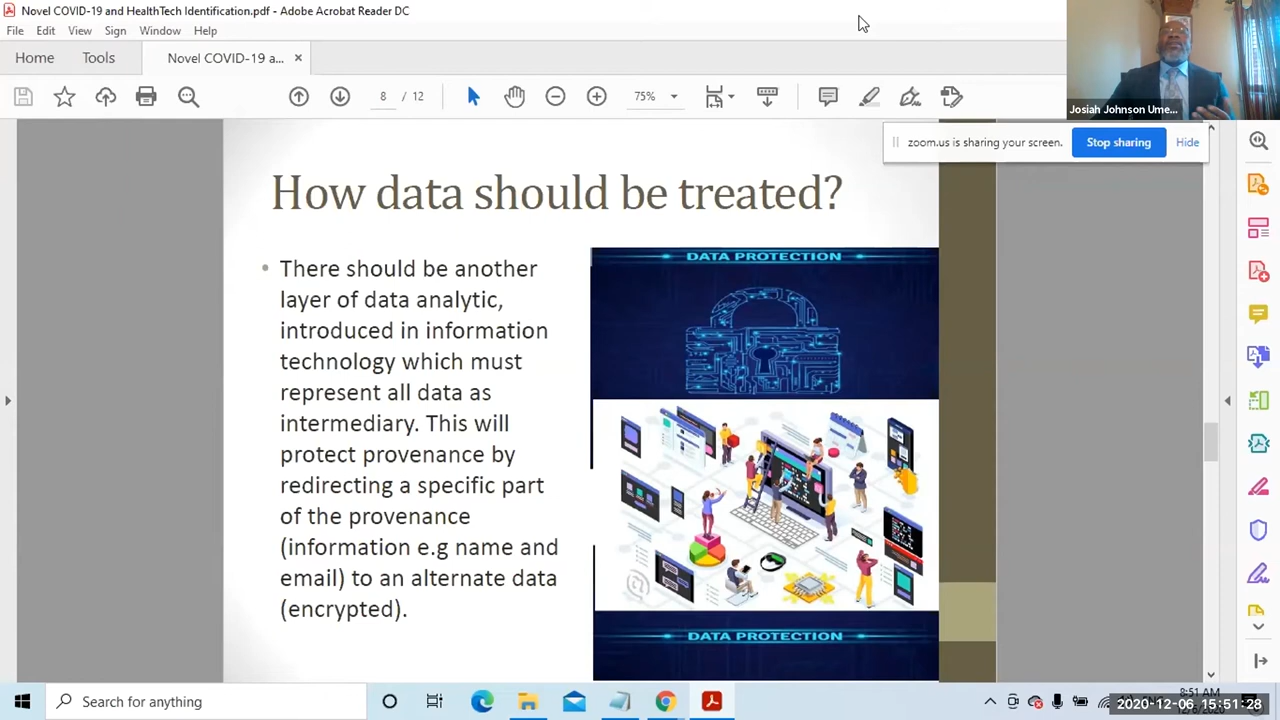 Novel COVID-19 and HealthTech Identification.pdf - Adobe Acrobat Reader DC
File Edit View Sign Window Help
Home Tools Novel COVID-19 a... ×
8 / 12 75%
Josiah Johnson Ume...
zoom.us is sharing your screen. Stop sharing Hide
How data should be treated?
DATA PROTECTION
• There should be another
layer of data analytic,
introduced in information
technology which must
represent all data as
intermediary. This will
protect provenance by
redirecting a specific part
of the provenance
(information e.g name and
email) to an alternate data
(encrypted).
DATA PROTECTION
Search for anything
8:51 AM
2020-12-06, 15:51:28